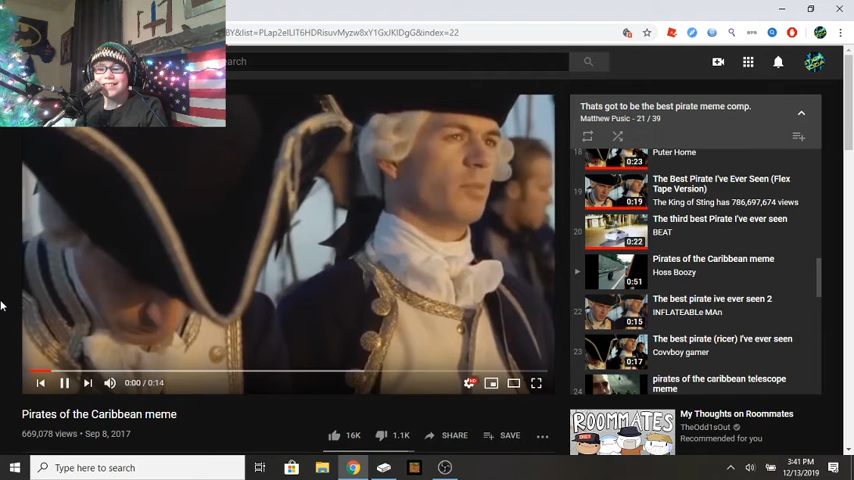 BY&list=PLap2elLIT6HDRisuvMyzw8xY1GxJKIDgG&index=22
earch
Thats got to be the best pirate meme comp.
Matthew Pusic - 21 / 39
18
Puter Home
0:23
19
The Best Pirate I've Ever Seen (Flex
Tape Version)
The King of Sting has 786,697,674 views
0:19
20
The third best Pirate I've ever seen
BEAT
0:22
Pirates of the Caribbean meme
Hoss Boozy
0:51
22
The best pirate ive ever seen 2
INFLATEABLe MAn
0:15
23
The best pirate (ricer) I've ever seen
Covvboy gamer
0:17
24
pirates of the caribbean telescope
meme
0:00 / 0:14
Pirates of the Caribbean meme
669,078 views • Sep 8, 2017
16K
1.1K
SHARE
SAVE
ROOMMATES
My Thoughts on Roommates
TheOdd1sOut
Recommended for you
Type here to search
3:41 PM
12/13/2019